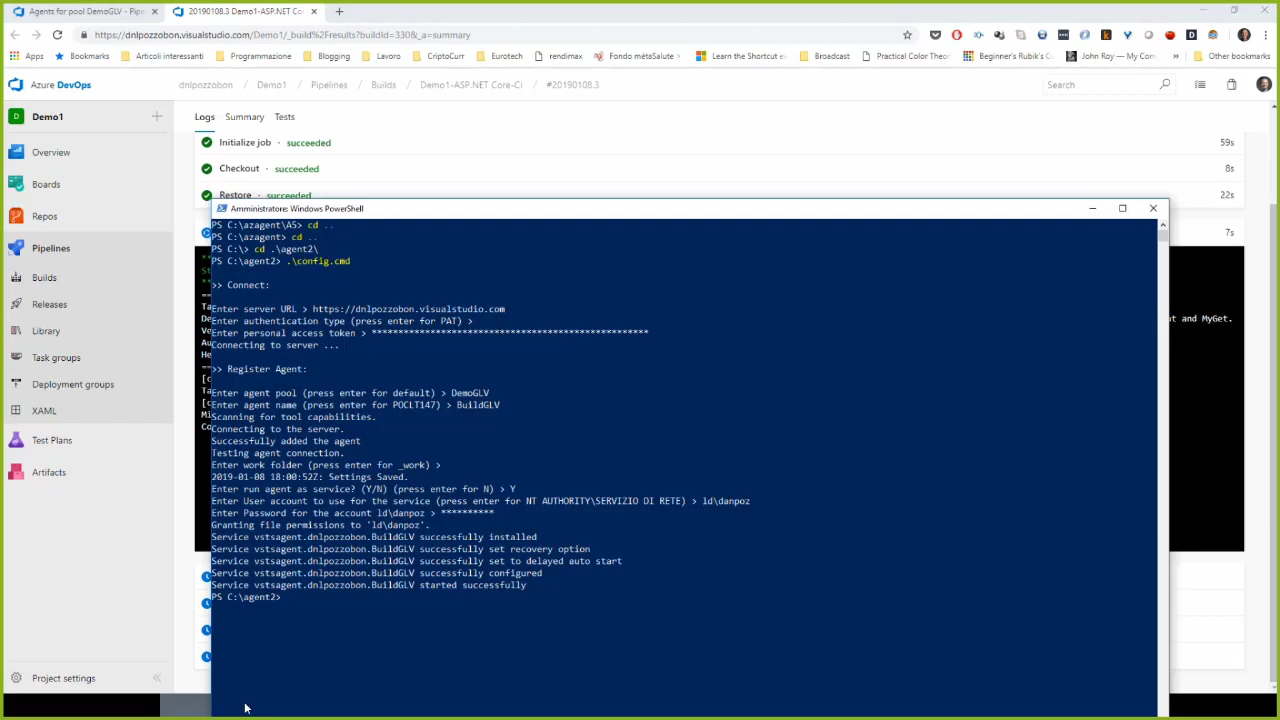 Agents for pool DemoGLV - Pipe
20190108.3 Demo1-ASP.NET Cor
https://dnlpozzobon.visualstudio.com/Demo1/_build/results?buildId=330&_a=summary
Apps
Bookmarks
Articoli interessanti
Programmazione
Blogging
Lavoro
CriptoCurr
Eurotech
rendimax
Fondo métaSalute
Learn the Shortcut e
Broadcast
Practical Color Theo
Beginner's Rubik's C
John Roy — My Com
»
Other bookmarks
Azure DevOps
dnlpozzobon / Demo1 / Pipelines / Builds / Demo1-ASP.NET Core-Ci / #20190108.3
Search
D
Demo1
Overview
Boards
Repos
Pipelines
Builds
Releases
Library
Task groups
Deployment groups
XAML
Test Plans
Artifacts
Project settings
Logs
Summary
Tests
Initialize job · succeeded
59s
Checkout · succeeded
8s
Restore · succeeded
22s
7s
t and MyGet.
Amministratore: Windows PowerShell
PS C:\azagent\A5> cd ..
PS C:\azagent> cd ..
PS C:\> cd .\agent2\
PS C:\agent2> .\config.cmd
>> Connect:
Enter server URL > https://dnlpozzobon.visualstudio.com
Enter authentication type (press enter for PAT) >
Enter personal access token > ****************************************************
Connecting to server ...
>> Register Agent:
Enter agent pool (press enter for default) > DemoGLV
Enter agent name (press enter for POCLT147) > BuildGLV
Scanning for tool capabilities.
Connecting to the server.
Successfully added the agent
Testing agent connection.
Enter work folder (press enter for _work) >
2019-01-08 18:00:52Z: Settings Saved.
Enter run agent as service? (Y/N) (press enter for N) > Y
Enter User account to use for the service (press enter for NT AUTHORITY\SERVIZIO DI RETE) > ld\danpoz
Enter Password for the account ld\danpoz > **********
Granting file permissions to 'ld\danpoz'.
Service vstsagent.dnlpozzobon.BuildGLV successfully installed
Service vstsagent.dnlpozzobon.BuildGLV successfully set recovery option
Service vstsagent.dnlpozzobon.BuildGLV successfully set to delayed auto start
Service vstsagent.dnlpozzobon.BuildGLV successfully configured
Service vstsagent.dnlpozzobon.BuildGLV started successfully
PS C:\agent2>